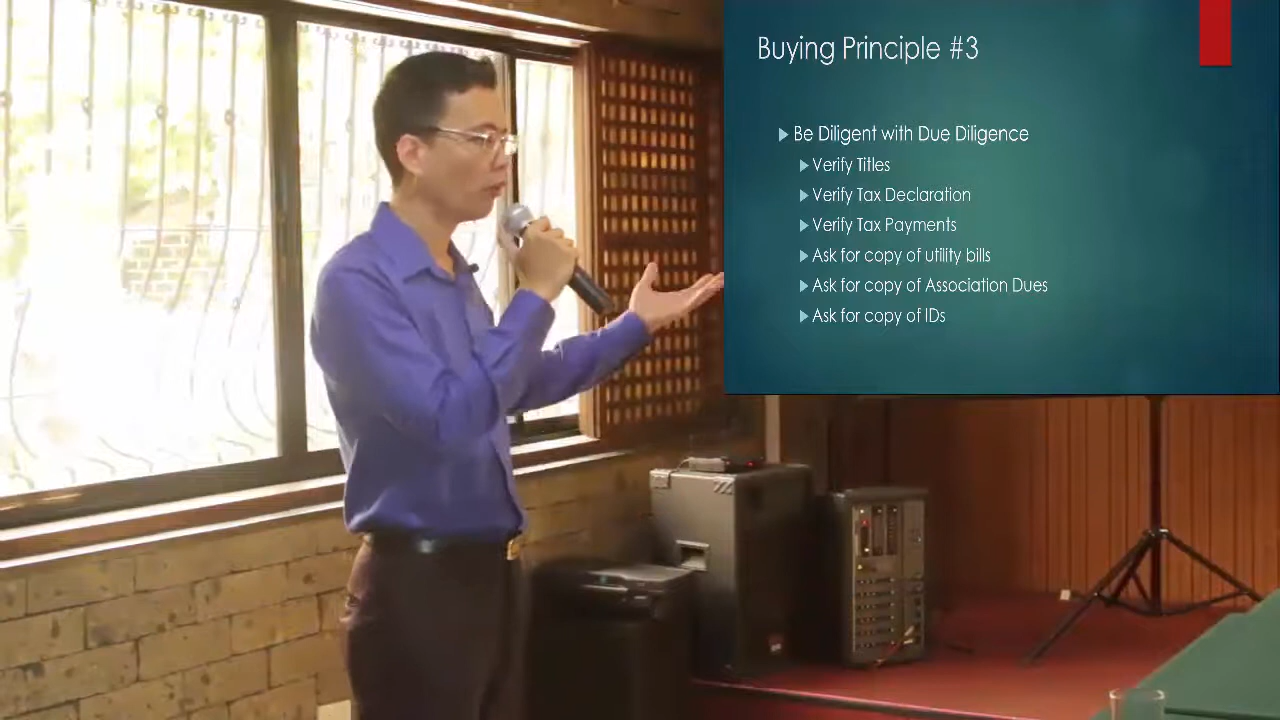 Buying Principle #3
Be Diligent with Due Diligence
Verify Titles
Verify Tax Declaration
Verify Tax Payments
Ask for copy of utility bills
Ask for copy of Association Dues
Ask for copy of IDs